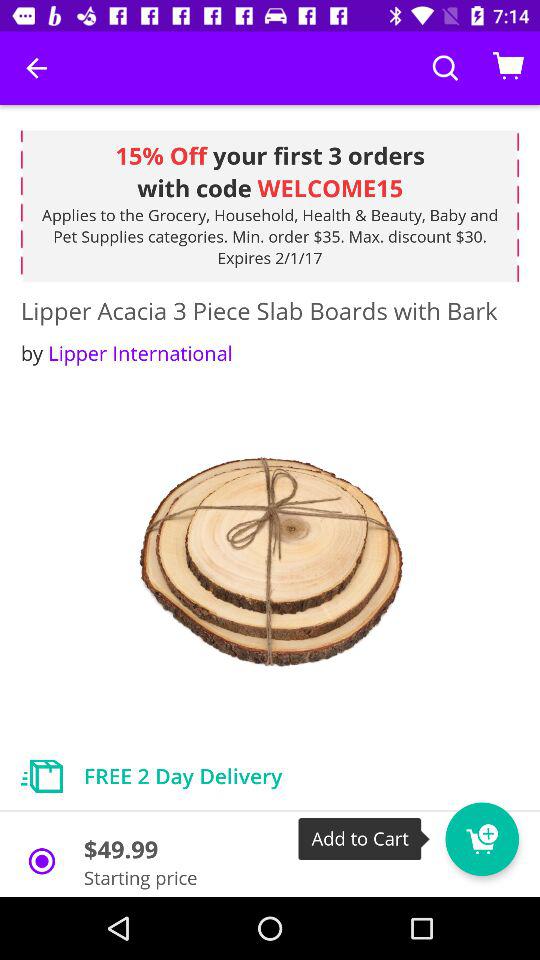 7:14
15% Off your first 3 orders
with code WELCOME15
Applies to the Grocery, Household, Health & Beauty, Baby and
Pet Supplies categories. Min. order $35. Max. discount $30.
Expires 2/1/17
Lipper Acacia 3 Piece Slab Boards with Bark
by Lipper International
FREE 2 Day Delivery
Add to Cart
$49.99
Starting price